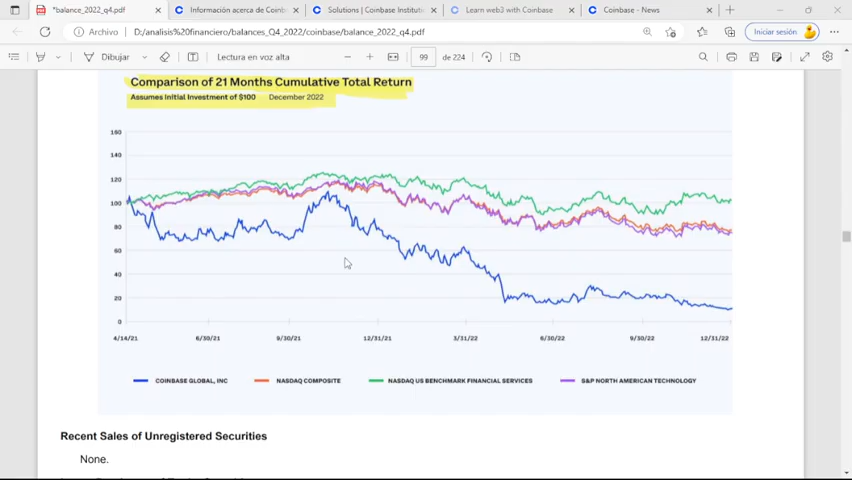 *balance_2022_q4.pdf
Información acerca de Coinb
Solutions | Coinbase Institution
Learn web3 with Coinbase
Coinbase - News
Archivo
D:/analisis%20financiero/balances_Q4_2022/coinbase/balance_2022_q4.pdf
Iniciar sesión
Dibujar
Lectura en voz alta
99
de 224
Comparison of 21 Months Cumulative Total Return
Assumes Initial Investment of $100 December 2022
160
140
120
100
80
60
40
20
0
4/14/21 6/30/21 9/30/21 12/31/21 3/31/22 6/30/22 9/30/22 12/31/22
COINBASE GLOBAL, INC NASDAQ COMPOSITE NASDAQ US BENCHMARK FINANCIAL SERVICES S&P NORTH AMERICAN TECHNOLOGY
Recent Sales of Unregistered Securities
None.